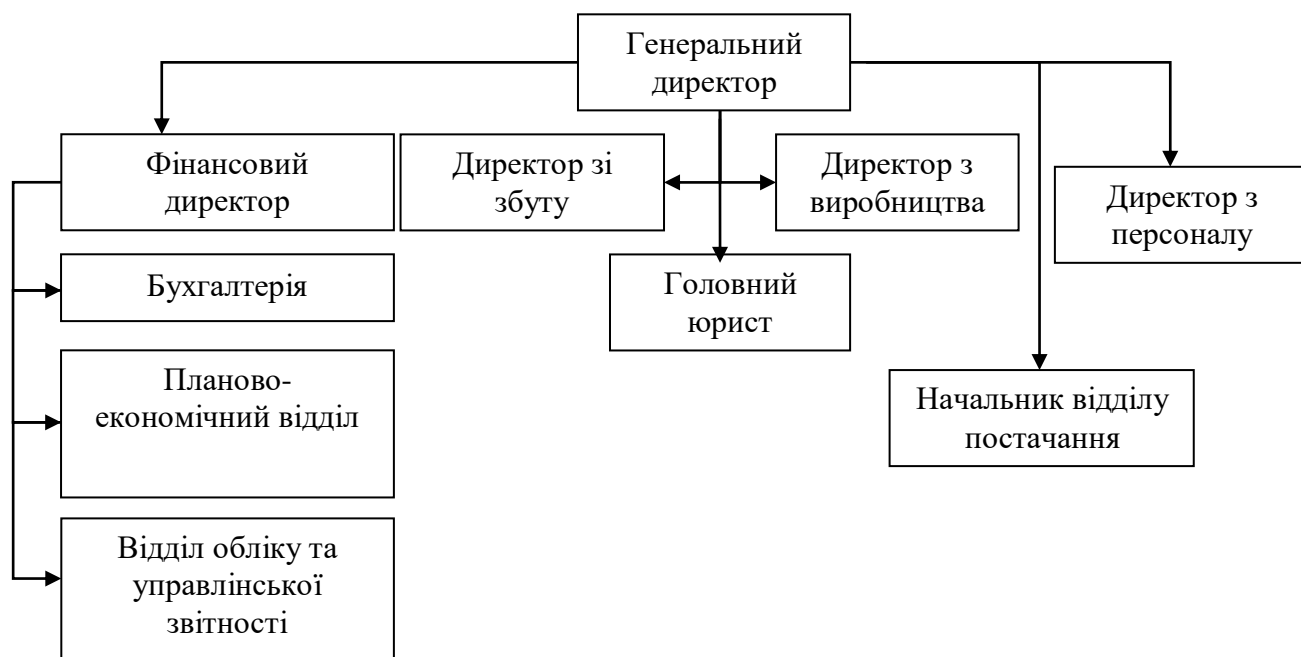 Генеральний
директор
Фінансовий
директор
Директор зі
збуту
Директор з
виробництва
Директор з
персоналу
Бухгалтерія
Головний
юрист
Планово-
економічний відділ
Начальник відділу
постачання
Відділ обліку та
управлінської
звітності